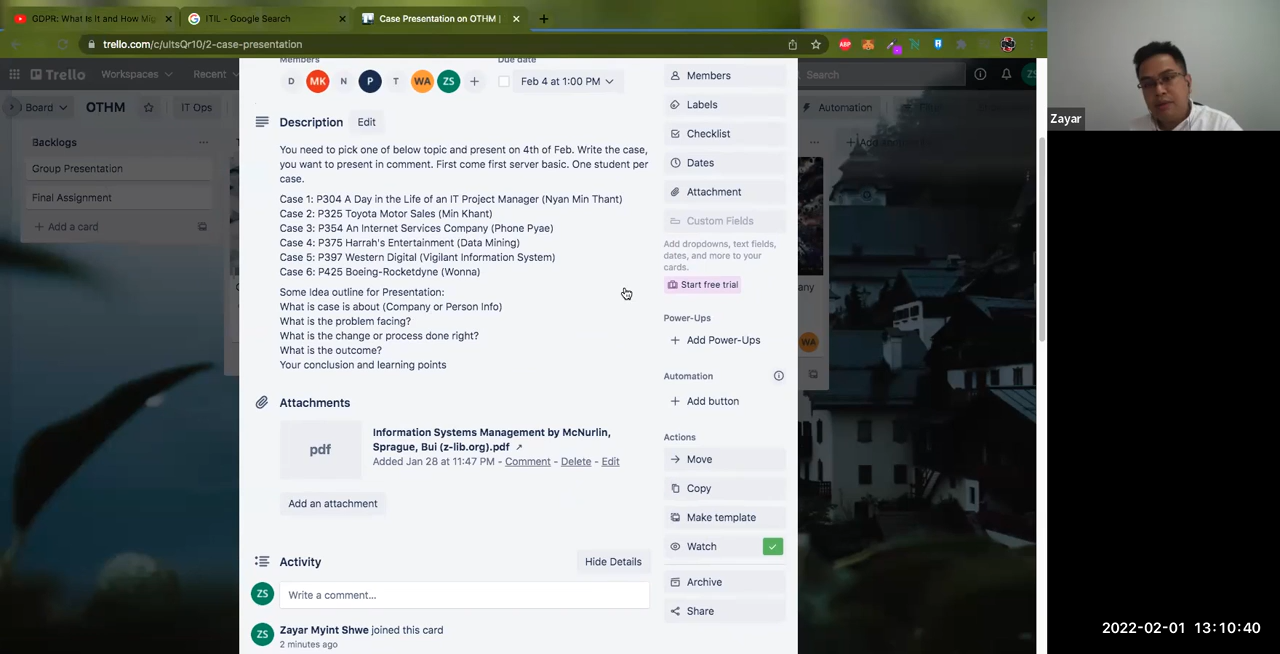 GDPR: What Is It and How Mig
ITIL - Google Search
Case Presentation on OTHM |
trello.com/c/ultsQr10/2-case-presentation
ABP
Trello
Workspaces
Recent
Search
ZS
Board
OTHM
IT Ops
Automation
Backlogs
Group Presentation
Final Assignment
+ Add a card
Members
Due date
D
MK
N
P
T
WA
ZS
Feb 4 at 1:00 PM
Description
Edit
You need to pick one of below topic and present on 4th of Feb. Write the case,
you want to present in comment. First come first server basic. One student per
case.
Case 1: P304 A Day in the Life of an IT Project Manager (Nyan Min Thant)
Case 2: P325 Toyota Motor Sales (Min Khant)
Case 3: P354 An Internet Services Company (Phone Pyae)
Case 4: P375 Harrah's Entertainment (Data Mining)
Case 5: P397 Western Digital (Vigilant Information System)
Case 6: P425 Boeing-Rocketdyne (Wonna)
Some Idea outline for Presentation:
What is case is about (Company or Person Info)
What is the problem facing?
What is the change or process done right?
What is the outcome?
Your conclusion and learning points
Attachments
pdf
Information Systems Management by McNurlin,
Sprague, Bui (z-lib.org).pdf ↗
Added Jan 28 at 11:47 PM - Comment - Delete - Edit
Add an attachment
Activity
Hide Details
ZS
Write a comment…
ZS
Zayar Myint Shwe joined this card
2 minutes ago
Members
Labels
Checklist
Dates
Attachment
Custom Fields
Add dropdowns, text fields,
dates, and more to your
cards.
Start free trial
Power-Ups
+ Add Power-Ups
Automation
+ Add button
Actions
Move
Copy
Make template
Watch
Archive
Share
WA
Zayar
2022-02-01 13:10:40